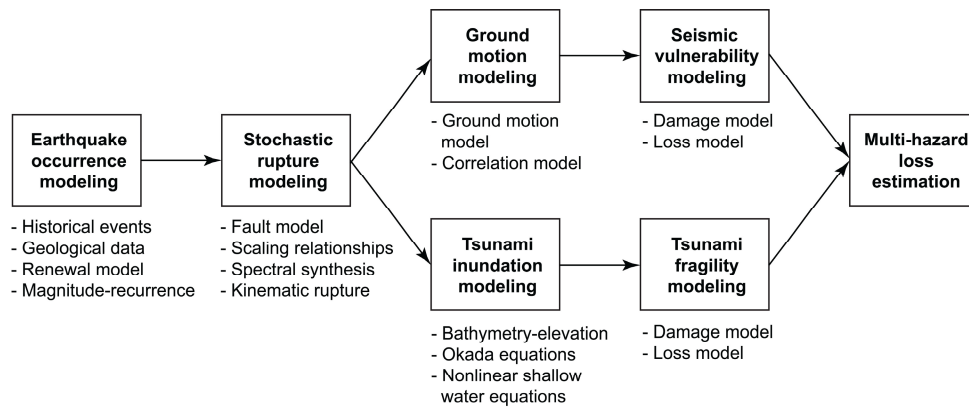 Earthquake
occurrence
modeling
- Historical events
- Geological data
- Renewal model
- Magnitude-recurrence
Stochastic
rupture
modeling
- Fault model
- Scaling relationships
- Spectral synthesis
- Kinematic rupture
Ground
motion
modeling
- Ground motion
model
- Correlation model
Seismic
vulnerability
modeling
- Damage model
- Loss model
Tsunami
inundation
modeling
- Bathymetry-elevation
- Okada equations
- Nonlinear shallow
water equations
Tsunami
fragility
modeling
- Damage model
- Loss model
Multi-hazard
loss
estimation